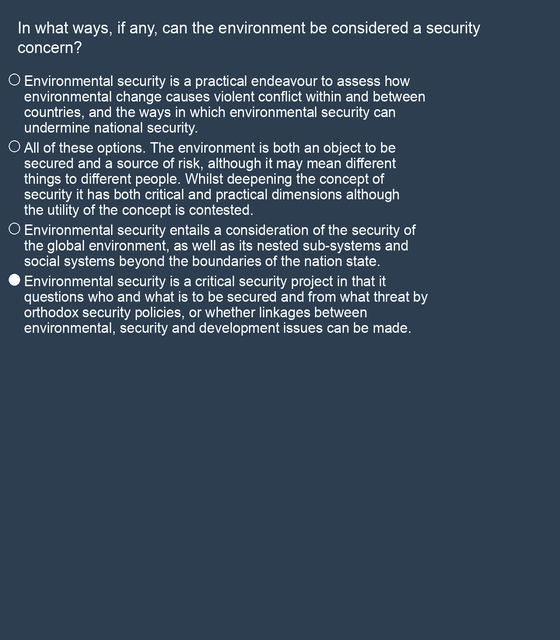 In what ways, if any, can the environment be considered a security
concern?
Environmental security is a practical endeavour to assess how
environmental change causes violent conflict within and between
countries, and the ways in which environmental security can
undermine national security.
All of these options. The environment is both an object to be
secured and a source of risk, although it may mean different
things to different people. Whilst deepening the concept of
security it has both critical and practical dimensions although
the utility of the concept is contested.
Environmental security entails a consideration of the security of
the global environment, as well as its nested sub-systems and
social systems beyond the boundaries of the nation state.
Environmental security is a critical security project in that it
questions who and what is to be secured and from what threat by
orthodox security policies, or whether linkages between
environmental, security and development issues can be made.